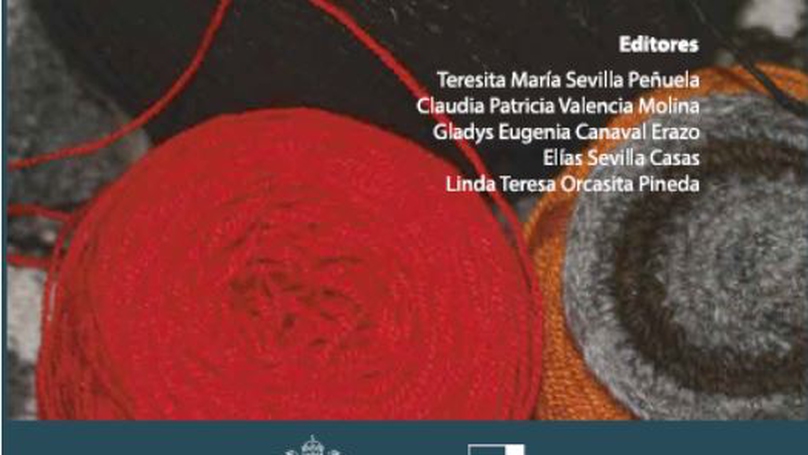 Editores
Teresita María Sevilla Peñuela
Claudia Patricia Valencia Molina
Gladys Eugenia Canaval Erazo
Elías Sevilla Casas
Linda Teresa Orcasita Pineda